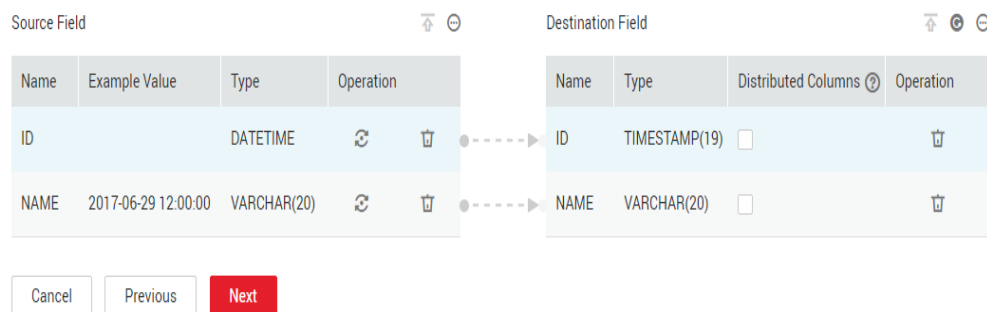 Source Field Destination Field
Name Example Value Type Operation Name Type Distributed Columns Operation
ID DATETIME ID TIMESTAMP(19)
NAME 2017-06-29 12:00:00 VARCHAR(20) NAME VARCHAR(20)
Cancel Previous Next